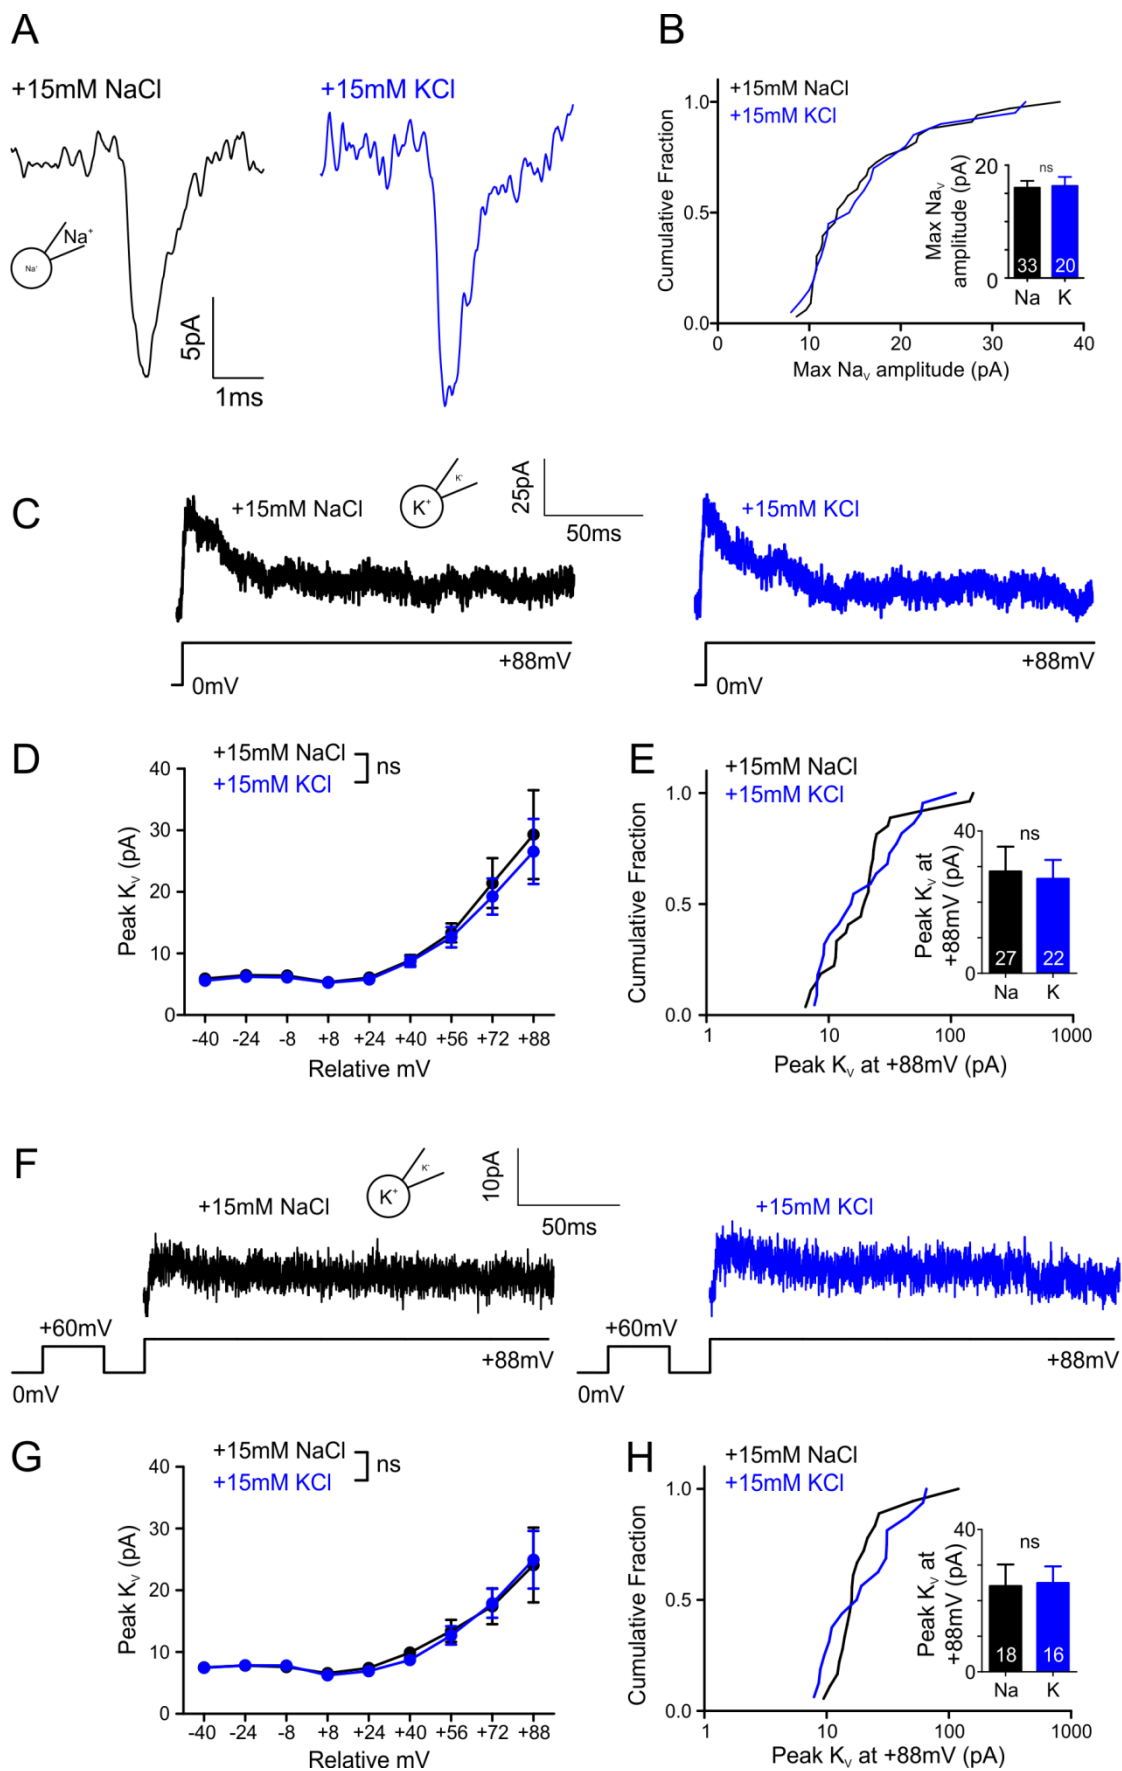 A
+15mM NaCl
+15mM KCl
Na⁺
Na⁺
5pA
1ms
B
+15mM NaCl
+15mM KCl
Cumulative Fraction
1.0
0.5
0.0
0 10 20 30 40
Max Naᵥ amplitude (pA)
Max Naᵥ
amplitude (pA)
20
0
ns
33 20
Na K
C
+15mM NaCl
K⁺
K⁺
25pA
50ms
+15mM KCl
+88mV
0mV
+88mV
0mV
D
+15mM NaCl
+15mM KCl
ns
Peak Kᵥ (pA)
40
30
20
10
0
-40 -24 -8 +8 +24 +40 +56 +72 +88
Relative mV
E
+15mM NaCl
+15mM KCl
Cumulative Fraction
1.0
0.5
0.0
1 10 100 1000
Peak Kᵥ at +88mV (pA)
Peak Kᵥ at
+88mV (pA)
40
0
ns
27 22
Na K
F
+15mM NaCl
K⁺
K⁺
10pA
50ms
+15mM KCl
+60mV
+88mV
0mV
+60mV
+88mV
0mV
G
+15mM NaCl
+15mM KCl
ns
Peak Kᵥ (pA)
40
30
20
10
0
-40 -24 -8 +8 +24 +40 +56 +72 +88
Relative mV
H
+15mM NaCl
+15mM KCl
Cumulative Fraction
1.0
0.5
0.0
1 10 100 1000
Peak Kᵥ at +88mV (pA)
Peak Kᵥ at
+88mV (pA)
40
0
ns
18 16
Na K